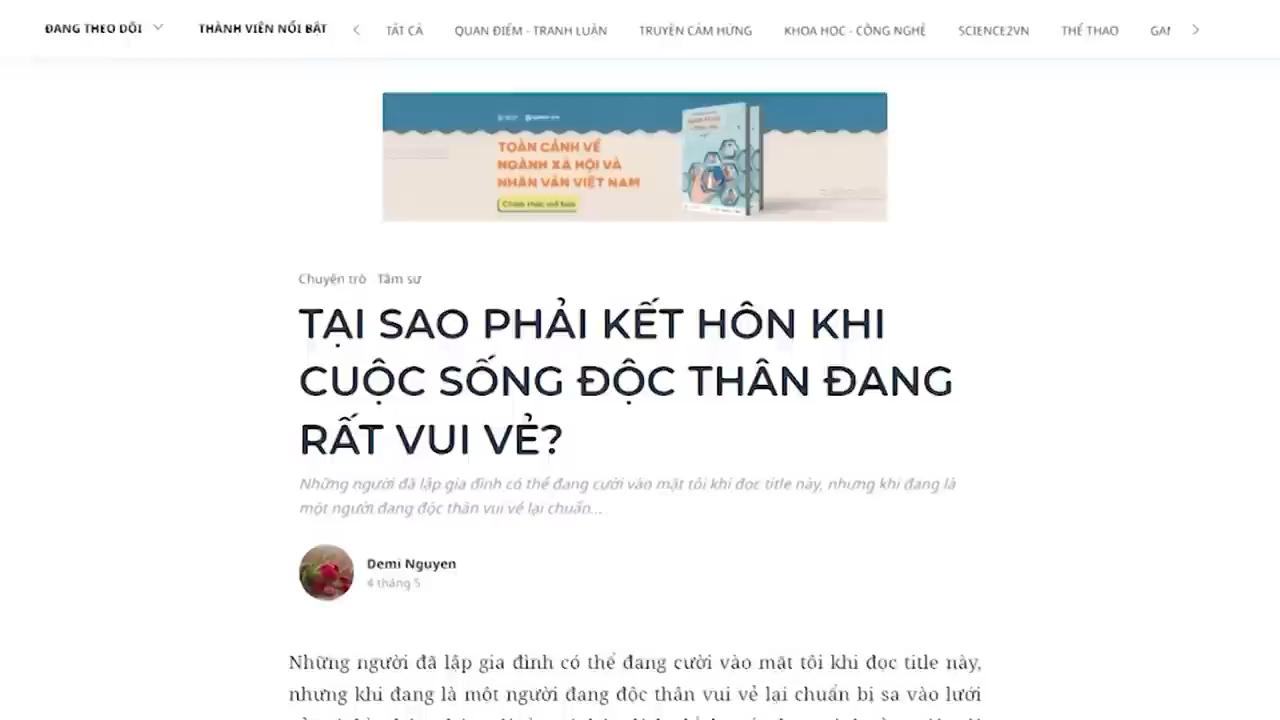 ĐANG THEO DÕI
THÀNH VIÊN NỔI BẬT
TẤT CẢ
QUAN ĐIỂM - TRANH LUẬN
TRUYỀN CẢM HỨNG
KHOA HỌC - CÔNG NGHỆ
SCIENCE2VN
THỂ THAO
GAM
TOÀN CẢNH VỀ
NGÀNH XÃ HỘI VÀ
NHÂN VĂN VIỆT NAM
Chính thức mở bán
Chuyện trò Tâm sự
TẠI SAO PHẢI KẾT HÔN KHI
CUỘC SỐNG ĐỘC THÂN ĐANG
RẤT VUI VẺ?
Những người đã lập gia đình có thể đang cười vào mặt tôi khi đọc title này, nhưng khi đang là
một người đang độc thân vui vẻ lại chuẩn...
Demi Nguyen
4 tháng 5
Những người đã lập gia đình có thể đang cười vào mặt tôi khi đọc title này,
nhưng khi đang là một người đang độc thân vui vẻ lại chuẩn bị sa vào lưới